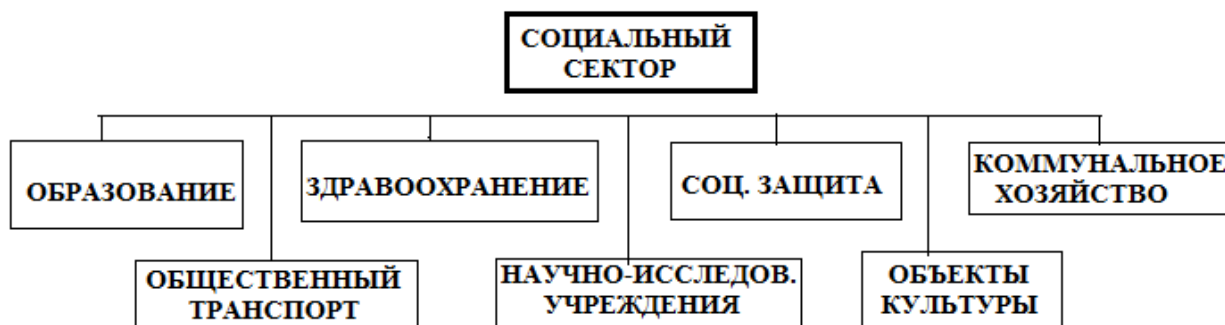 СОЦИАЛЬНЫЙ
СЕКТОР
ОБРАЗОВАНИЕ
ЗДРАВООХРАНЕНИЕ
СОЦ. ЗАЩИТА
КОММУНАЛЬНОЕ
ХОЗЯЙСТВО
ОБЩЕСТВЕННЫЙ
ТРАНСПОРТ
НАУЧНО-ИССЛЕДОВ.
УЧРЕЖДЕНИЯ
ОБЪЕКТЫ
КУЛЬТУРЫ